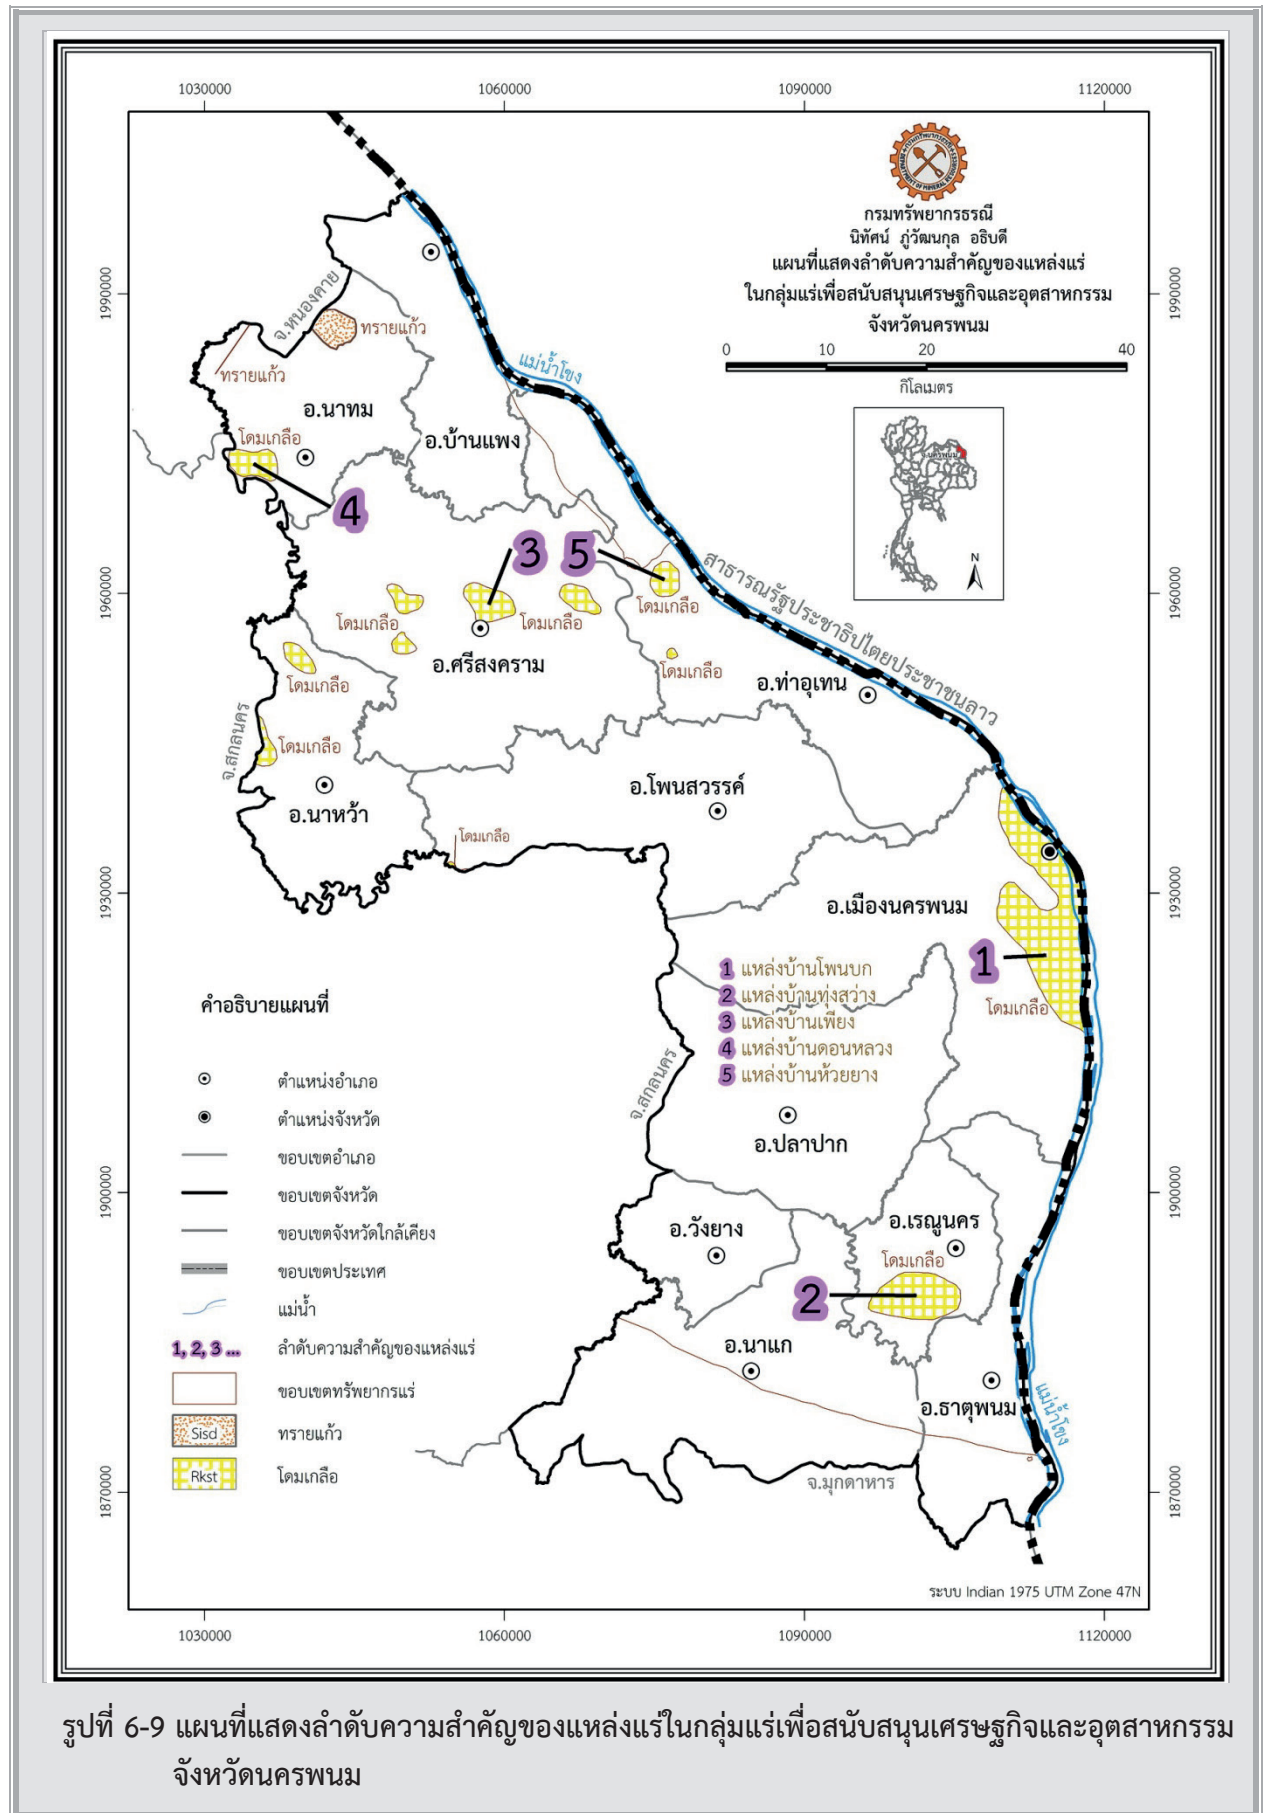 1030000
1060000
1090000
1120000
กรมทรัพยากรธรณี
DEPARTMENT OF MINERAL RESOURCES
กรมทรัพยากรธรณี
นิทัศน์ ภู่วัฒนกุล อธิบดี
แผนที่แสดงลำดับความสำคัญของแหล่งแร่
ในกลุ่มแร่เพื่อสนับสนุนเศรษฐกิจและอุตสาหกรรม
จังหวัดนครพนม
0 10 20 40
กิโลเมตร
จ.นครพนม
N
1990000
1960000
1930000
1900000
1870000
1990000
1960000
1930000
1900000
1870000
จ.หนองคาย
ทรายแก้ว
ทรายแก้ว
แม่น้ำโขง
อ.นาทม
อ.บ้านแพง
โดมเกลือ
4
3
5
สาธารณรัฐประชาธิปไตยประชาชนลาว
โดมเกลือ
โดมเกลือ
โดมเกลือ
อ.ศรีสงคราม
โดมเกลือ
โดมเกลือ
อ.ท่าอุเทน
จ.สกลนคร
โดมเกลือ
อ.โพนสวรรค์
อ.นาหว้า
โดมเกลือ
อ.เมืองนครพนม
1
โดมเกลือ
1 แหล่งบ้านโพนบก
2 แหล่งบ้านทุ่งสว่าง
3 แหล่งบ้านเพียง
4 แหล่งบ้านดอนหลวง
5 แหล่งบ้านห้วยยาง
จ.สกลนคร
อ.ปลาปาก
อ.วังยาง
อ.เรณูนคร
โดมเกลือ
2
อ.นาแก
อ.ธาตุพนม
แม่น้ำโขง
จ.มุกดาหาร
คำอธิบายแผนที่
ตำแหน่งอำเภอ
ตำแหน่งจังหวัด
ขอบเขตอำเภอ
ขอบเขตจังหวัด
ขอบเขตจังหวัดใกล้เคียง
ขอบเขตประเทศ
แม่น้ำ
1, 2, 3 ... ลำดับความสำคัญของแหล่งแร่
ขอบเขตทรัพยากรแร่
Sisd ทรายแก้ว
Rkst โดมเกลือ
ระบบ Indian 1975 UTM Zone 47N
1030000
1060000
1090000
1120000
รูปที่ 6-9 แผนที่แสดงลำดับความสำคัญของแหล่งแร่ในกลุ่มแร่เพื่อสนับสนุนเศรษฐกิจและอุตสาหกรรม
จังหวัดนครพนม